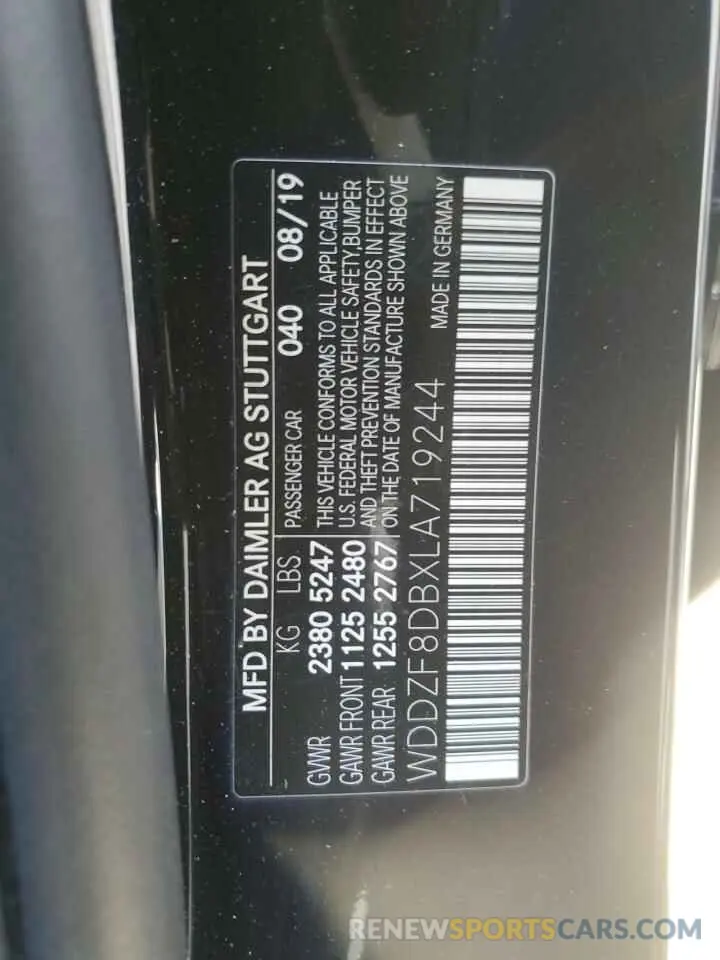 MFD BY DAIMLER AG STUTTGART
KG LBS PASSENGER CAR 040 08/19
GVWR 2380 5247 THIS VEHICLE CONFORMS TO ALL APPLICABLE
GAWR FRONT 1125 2480 U.S. FEDERAL MOTOR VEHICLE SAFETY,BUMPER
GAWR REAR 1255 2767 AND THEFT PREVENTION STANDARDS IN EFFECT
ON THE DATE OF MANUFACTURE SHOWN ABOVE
WDDZF8DBXLA719244 MADE IN GERMANY
RENEWSPORTSCARS.COM